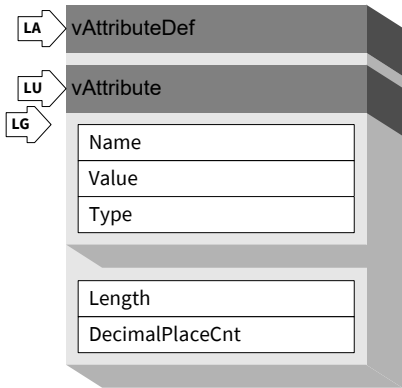 LA
vAttributeDef
LU
vAttribute
LG
Name
Value
Type
Length
DecimalPlaceCnt